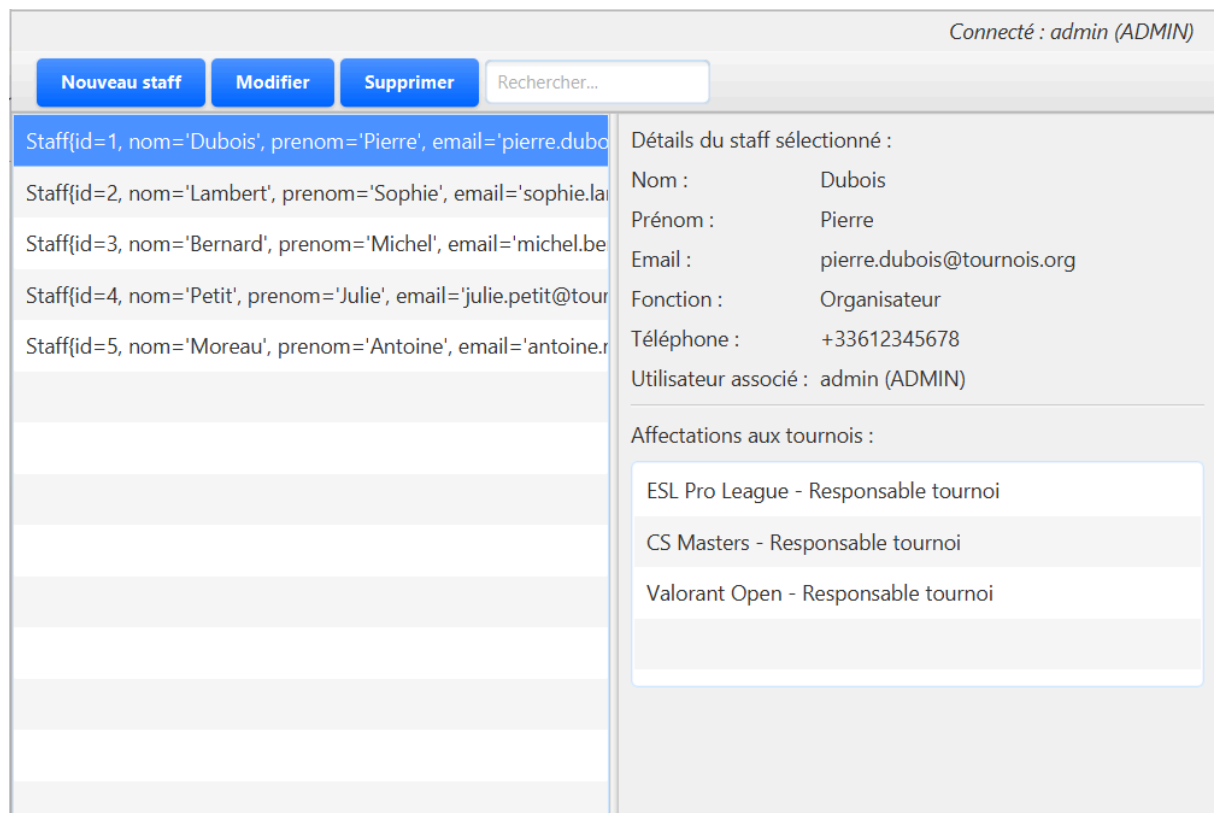 Connecté : admin (ADMIN)
Nouveau staff Modifier Supprimer Rechercher...
Staff{id=1, nom='Dubois', prenom='Pierre', email='pierre.dubo
Staff{id=2, nom='Lambert', prenom='Sophie', email='sophie.la
Staff{id=3, nom='Bernard', prenom='Michel', email='michel.be
Staff{id=4, nom='Petit', prenom='Julie', email='julie.petit@tour
Staff{id=5, nom='Moreau', prenom='Antoine', email='antoine.
Détails du staff sélectionné :
Nom : Dubois
Prénom : Pierre
Email : pierre.dubois@tournois.org
Fonction : Organisateur
Téléphone : +33612345678
Utilisateur associé : admin (ADMIN)
Affectations aux tournois :
ESL Pro League - Responsable tournoi
CS Masters - Responsable tournoi
Valorant Open - Responsable tournoi